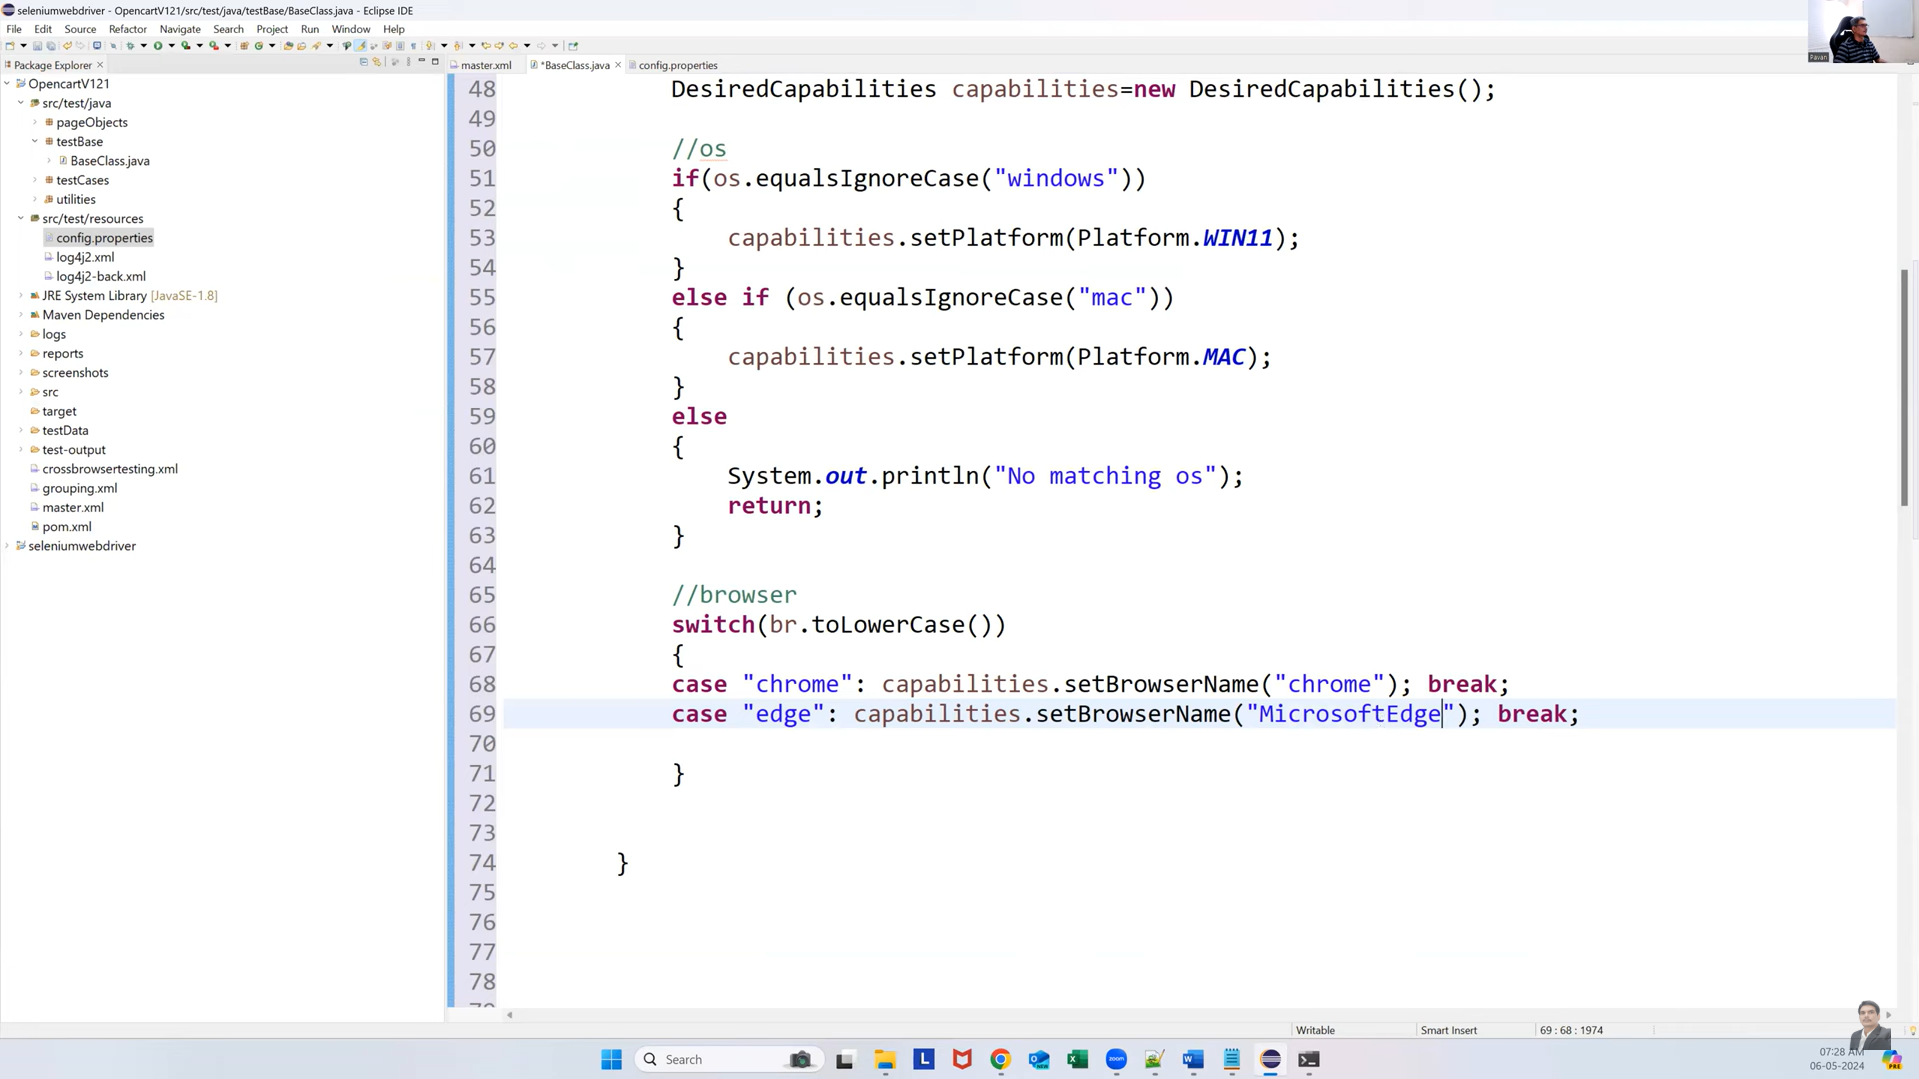 seleniumwebdriver - OpencartV121/src/test/java/testBase/BaseClass.java - Eclipse IDE
File Edit Source Refactor Navigate Search Project Run Window Help
Pavan
Package Explorer
master.xml *BaseClass.java config.properties
OpencartV121
src/test/java
pageObjects
testBase
BaseClass.java
testCases
utilities
src/test/resources
config.properties
log4j2.xml
log4j2-back.xml
JRE System Library [JavaSE-1.8]
Maven Dependencies
logs
reports
screenshots
src
target
testData
test-output
crossbrowsertesting.xml
grouping.xml
master.xml
pom.xml
seleniumwebdriver
48 DesiredCapabilities capabilities=new DesiredCapabilities();
49
50 //os
51 if(os.equalsIgnoreCase("windows"))
52 {
53 capabilities.setPlatform(Platform.WIN11);
54 }
55 else if (os.equalsIgnoreCase("mac"))
56 {
57 capabilities.setPlatform(Platform.MAC);
58 }
59 else
60 {
61 System.out.println("No matching os");
62 return;
63 }
64
65 //browser
66 switch(br.toLowerCase())
67 {
68 case "chrome": capabilities.setBrowserName("chrome"); break;
69 case "edge": capabilities.setBrowserName("MicrosoftEdge"); break;
70
71 }
72
73
74 }
75
76
77
78
Writable Smart Insert 69 : 68 : 1974
Search
zoom
07:28 AM
06-05-2024